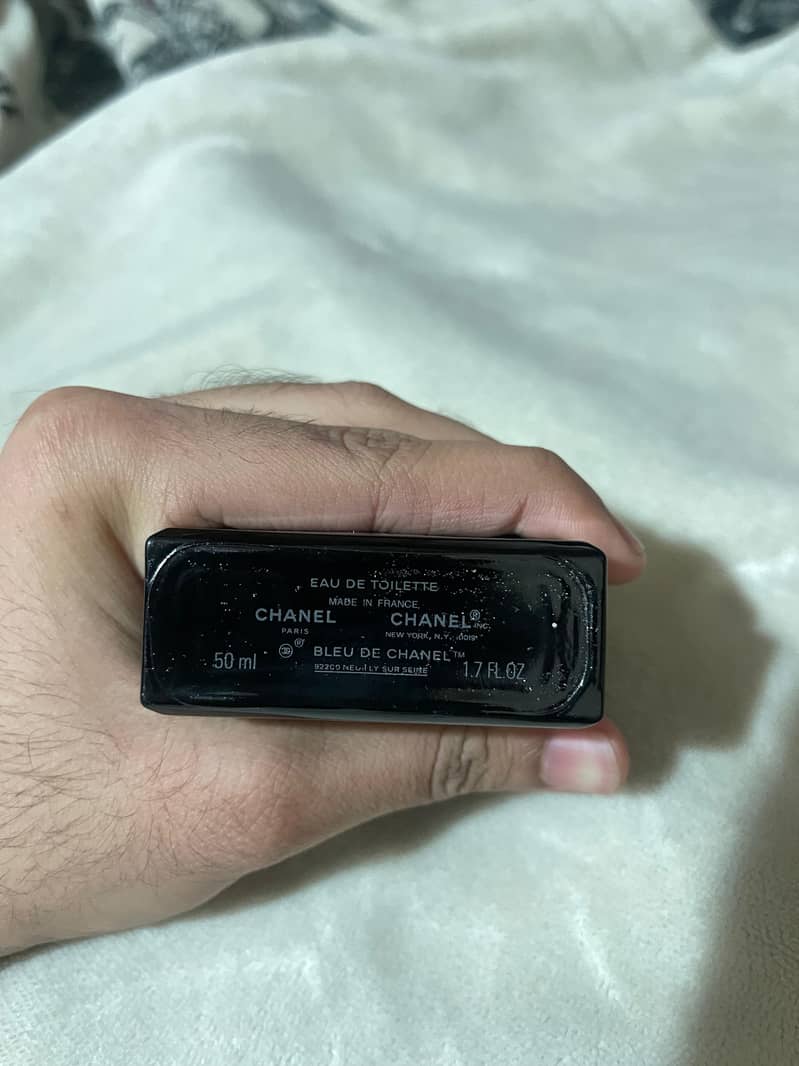 EAU DE TOILETTE
MADE IN FRANCE
CHANEL CHANEL® INC.
PARIS NEW YORK, N.Y.
®
BLEU DE CHANEL™
50 ml 92200 NEUILLY SUR SEINE 1.7 FL.OZ